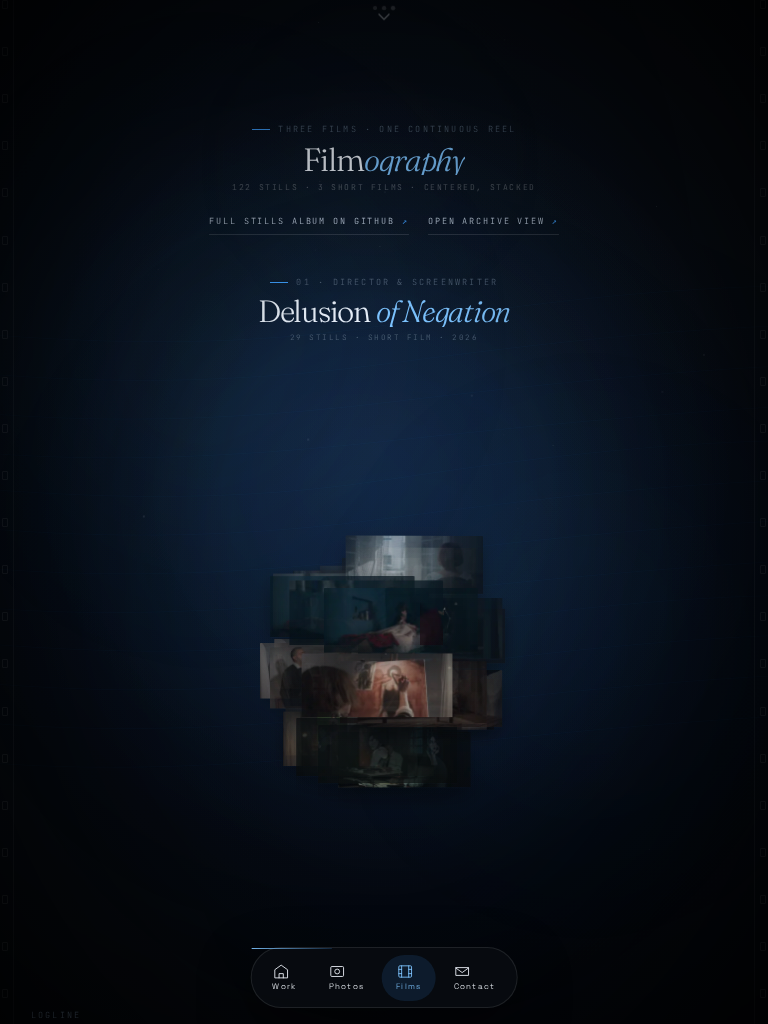 THREE FILMS · ONE CONTINUOUS REEL
Filmography
122 STILLS · 3 SHORT FILMS · CENTERED, STACKED
FULL STILLS ALBUM ON GITHUB ↗ OPEN ARCHIVE VIEW ↗
01 · DIRECTOR & SCREENWRITER
Delusion of Negation
29 STILLS · SHORT FILM · 2026
Work Photos Films Contact
LOGLINE